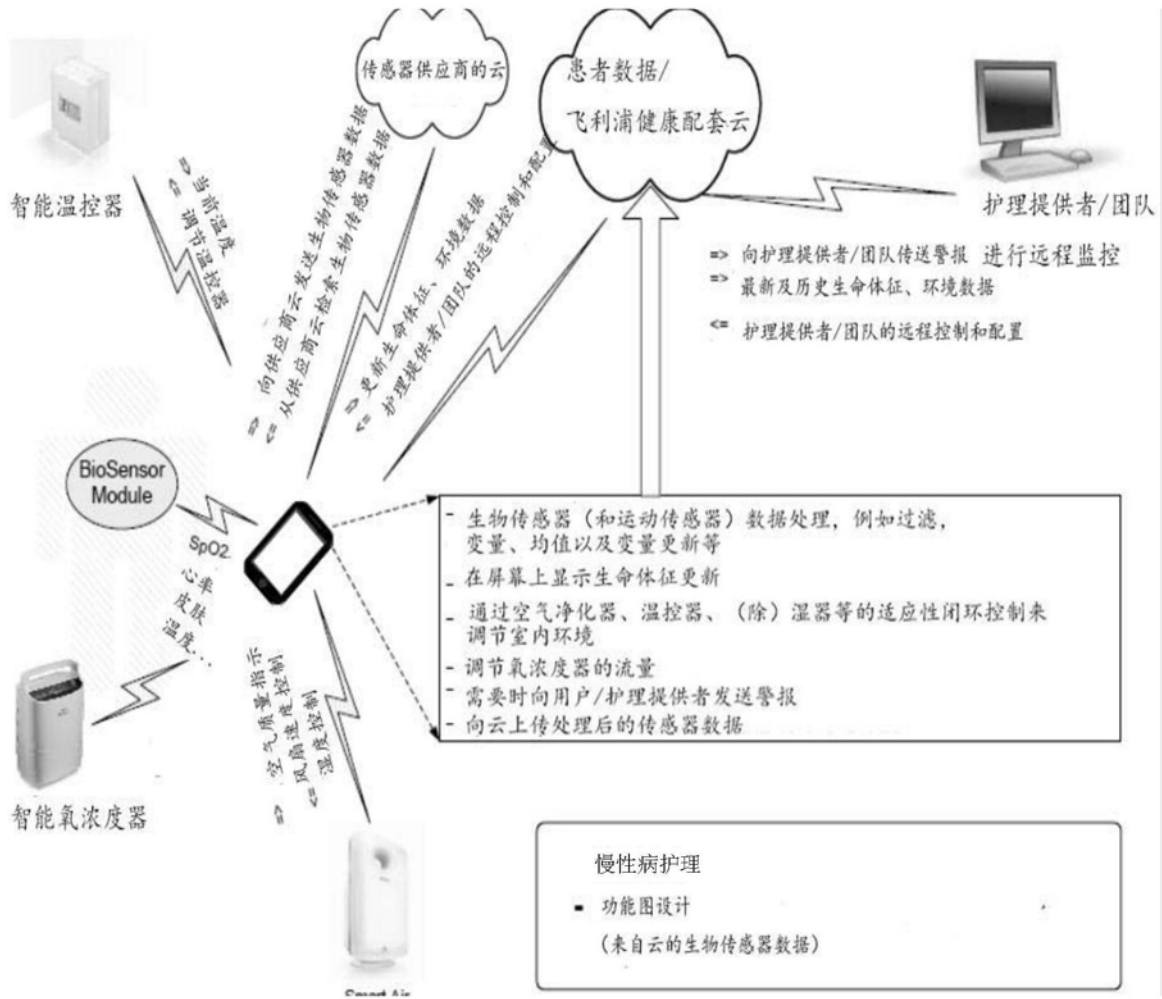 传感器供应商的云
患者数据/
飞利浦健康配套云
智能温控器
=> 当前温度
<= 调节温控器
=> 向供应商云发送生物传感器数据
<= 从供应商云检索生物传感器数据
=> 更新生命体征、环境数据
<= 护理提供者/团队的远程控制和配置
护理提供者/团队
进行远程监控
=> 向护理提供者/团队传送警报
=> 最新及历史生命体征、环境数据
<= 护理提供者/团队的远程控制和配置
BioSensor
Module
SpO2.
心率
皮肤
温度...
- 生物传感器（和运动传感器）数据处理，例如过滤，
变量、均值以及变量更新等
- 在屏幕上显示生命体征更新
- 通过空气净化器、温控器、（除）湿器等的适应性闭环控制来
调节室内环境
- 调节氧浓度器的流量
- 需要时向用户/护理提供者发送警报
- 向云上传处理后的传感器数据
智能氧浓度器
=> 空气质量指示
<= 风扇速度控制
<= 湿度控制
Smart Air
慢性病护理
▪ 功能图设计
(来自云的生物传感器数据)